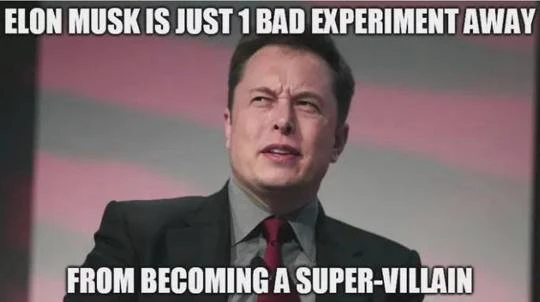 ELON MUSK IS JUST 1 BAD EXPERIMENT AWAY
FROM BECOMING A SUPER-VILLAIN